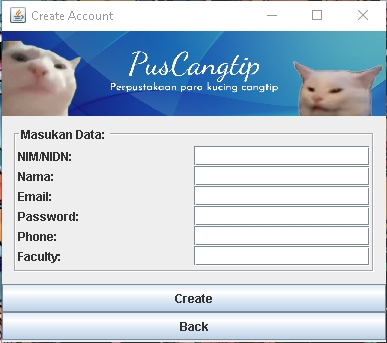 Create Account
PusCangtip
Perpustakaan para kucing cangtip
Masukan Data:
NIM/NIDN:
Nama:
Email:
Password:
Phone:
Faculty:
Create
Back